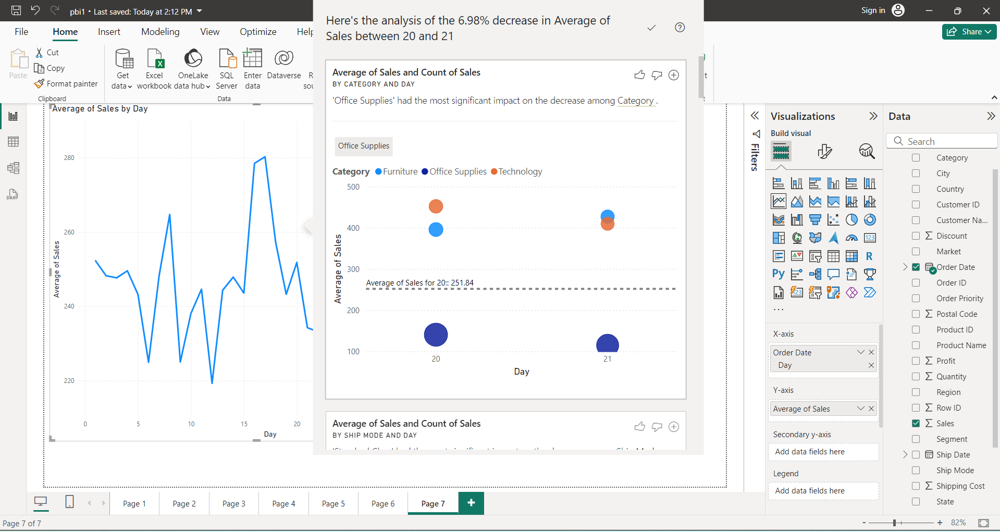 pbi1 • Last saved: Today at 2:12 PM
Sign in
File Home Insert Modeling View Optimize Help
Share
Paste
Cut
Copy
Format painter
Clipboard
Get data
Excel workbook
OneLake data hub
SQL Server
Enter data
Dataverse
Data
Here's the analysis of the 6.98% decrease in Average of
Sales between 20 and 21
Average of Sales and Count of Sales
BY CATEGORY AND DAY
'Office Supplies' had the most significant impact on the decrease among Category .
Office Supplies
Category Furniture Office Supplies Technology
500
400
300
200
100
Average of Sales for 20:: 251.84
Average of Sales
20 21
Day
Average of Sales and Count of Sales
BY SHIP MODE AND DAY
Average of Sales by Day
280
260
240
220
Average of Sales
0 5 10 15 20
Day
Filters
Visualizations
Build visual
123
R
Py
123
...
X-axis
Order Date
Day
Y-axis
Average of Sales
Secondary y-axis
Add data fields here
Legend
Add data fields here
Data
Search
Category
City
Country
Customer ID
Customer Na...
Discount
Market
Order Date
Order ID
Order Priority
Postal Code
Product ID
Product Name
Profit
Quantity
Region
Row ID
Sales
Segment
Ship Date
Ship Mode
Shipping Cost
State
DAX
Page 1 Page 2 Page 3 Page 4 Page 5 Page 6 Page 7
Page 7 of 7
- + 82%